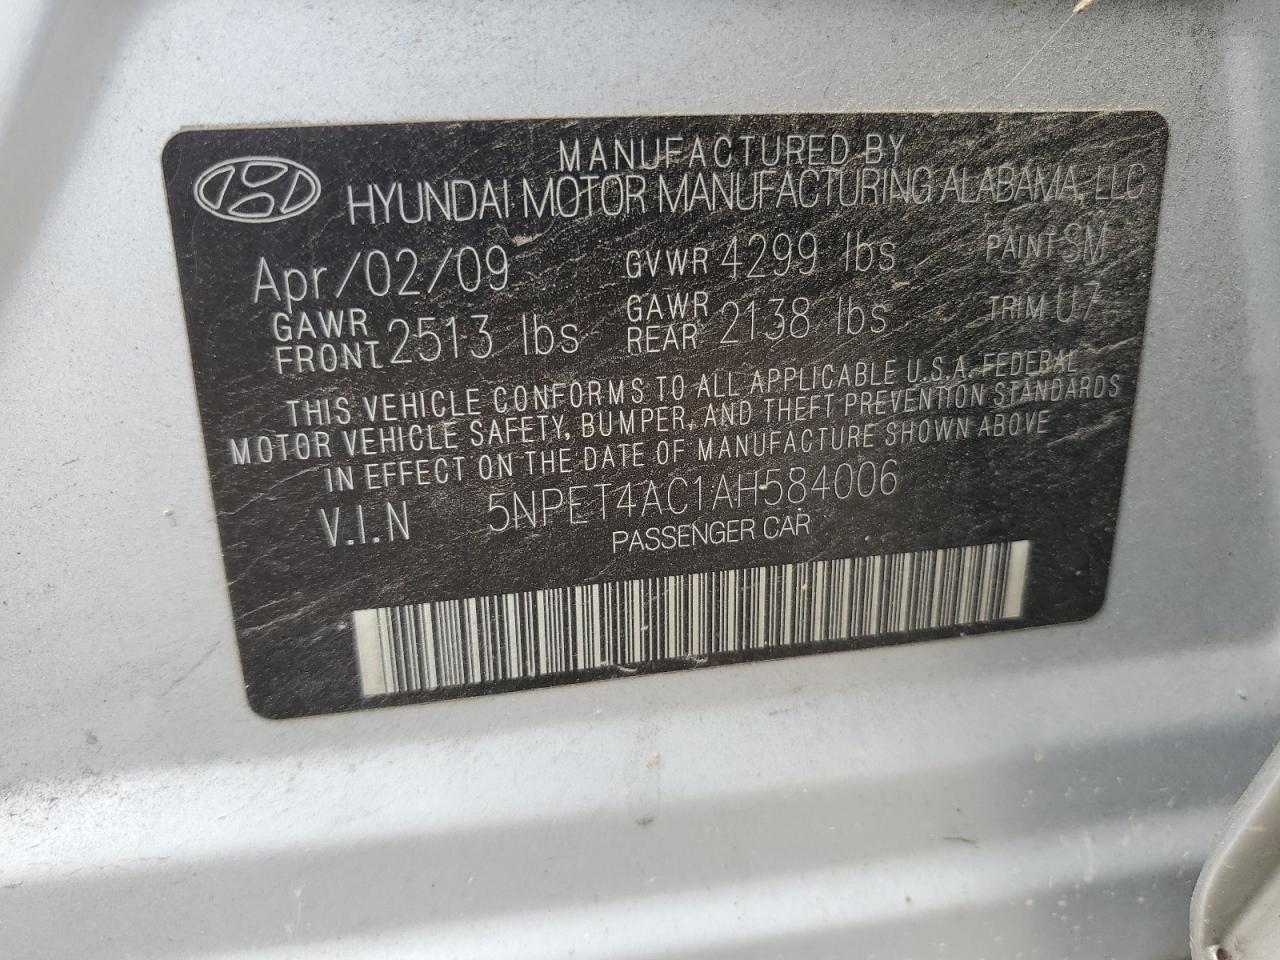 MANUFACTURED BY
HYUNDAI MOTOR MANUFACTURING ALABAMA, LLC
Apr/02/09 GVWR 4299 lbs PAINT SM
GAWR FRONT 2513 lbs GAWR REAR 2138 lbs TRIM U7
THIS VEHICLE CONFORMS TO ALL APPLICABLE U.S.A. FEDERAL
MOTOR VEHICLE SAFETY, BUMPER, AND THEFT PREVENTION STANDARDS
IN EFFECT ON THE DATE OF MANUFACTURE SHOWN ABOVE
V.I.N 5NPET4AC1AH584006
PASSENGER CAR